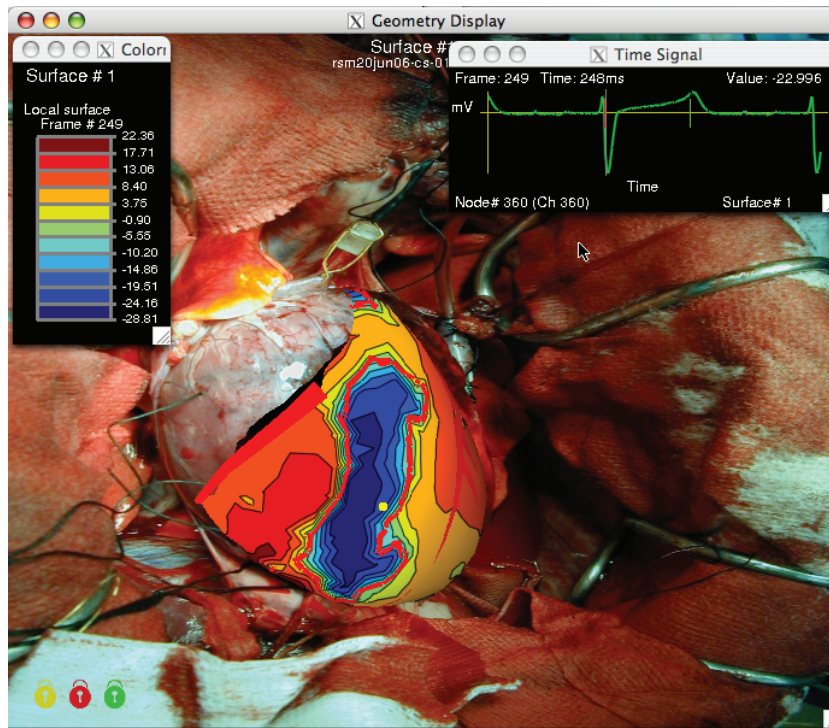 Geometry Display
Colorr
Surface # 1
Local surface
Frame # 249
22.36
17.71
13.06
8.40
3.75
-0.90
-5.55
-10.20
-14.86
-19.51
-24.16
-28.81
Surface #
rsm20jun06-cs-01
Time Signal
Frame: 249 Time: 248ms Value: -22.996
mV
Time
Node# 360 (Ch 360) Surface# 1